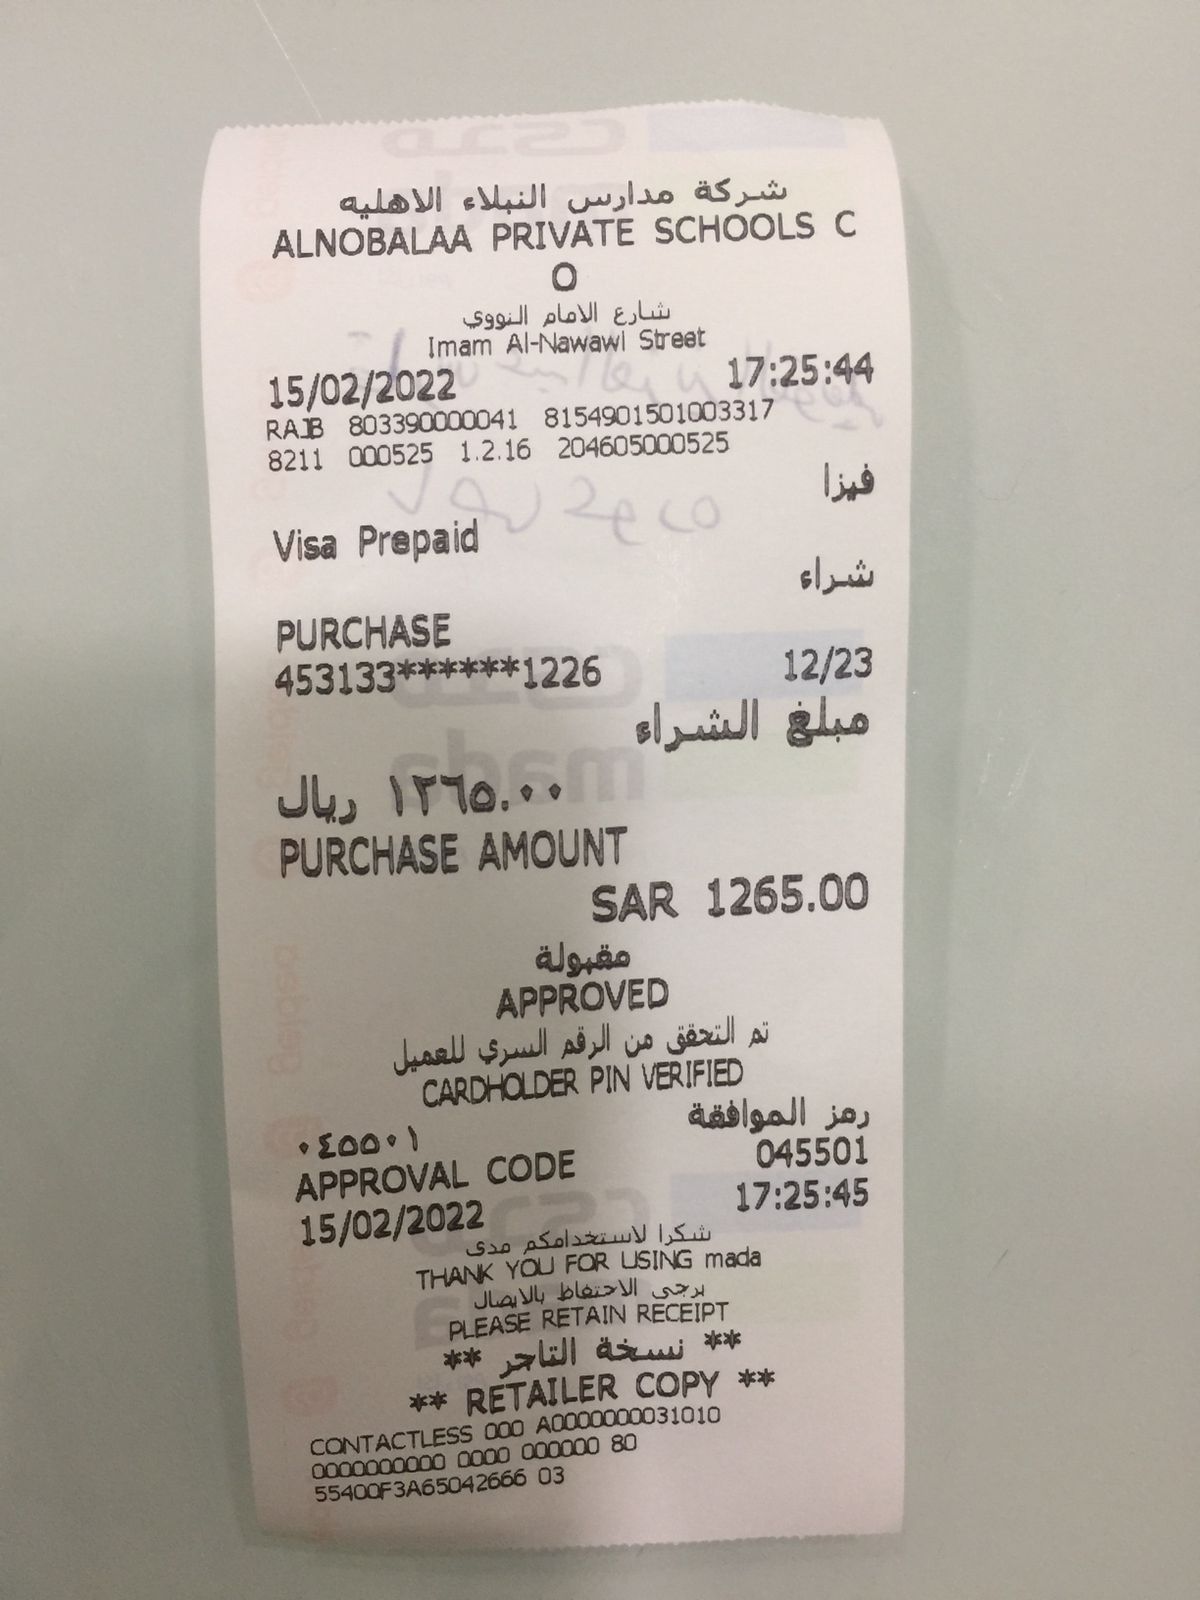 شركة مدارس النبلاء الاهليه
ALNOBALAA PRIVATE SCHOOLS C
O
شارع الامام النووي
Imam Al-Nawawi Street
15/02/2022 17:25:44
RAJB 803390000041 8154901501003317
8211 000525 1.2.16 204605000525
فيزا
Visa Prepaid
شراء
PURCHASE
453133******1226 12/23
مبلغ الشراء
١٢٦٥.٠٠ ريال
PURCHASE AMOUNT
SAR 1265.00
مقبولة
APPROVED
تم التحقق من الرقم السري للعميل
CARDHOLDER PIN VERIFIED
رمز الموافقة
٠٤٥٥٠١
APPROVAL CODE 045501
15/02/2022 17:25:45
شكرا لاستخدامكم مدى
THANK YOU FOR USING mada
يرجى الاحتفاظ بالايصال
PLEASE RETAIN RECEIPT
** نسخة التاجر **
** RETAILER COPY **
CONTACTLESS 000 A0000000031010
0000000000 0000 000000 80
55400F3A65042666 03